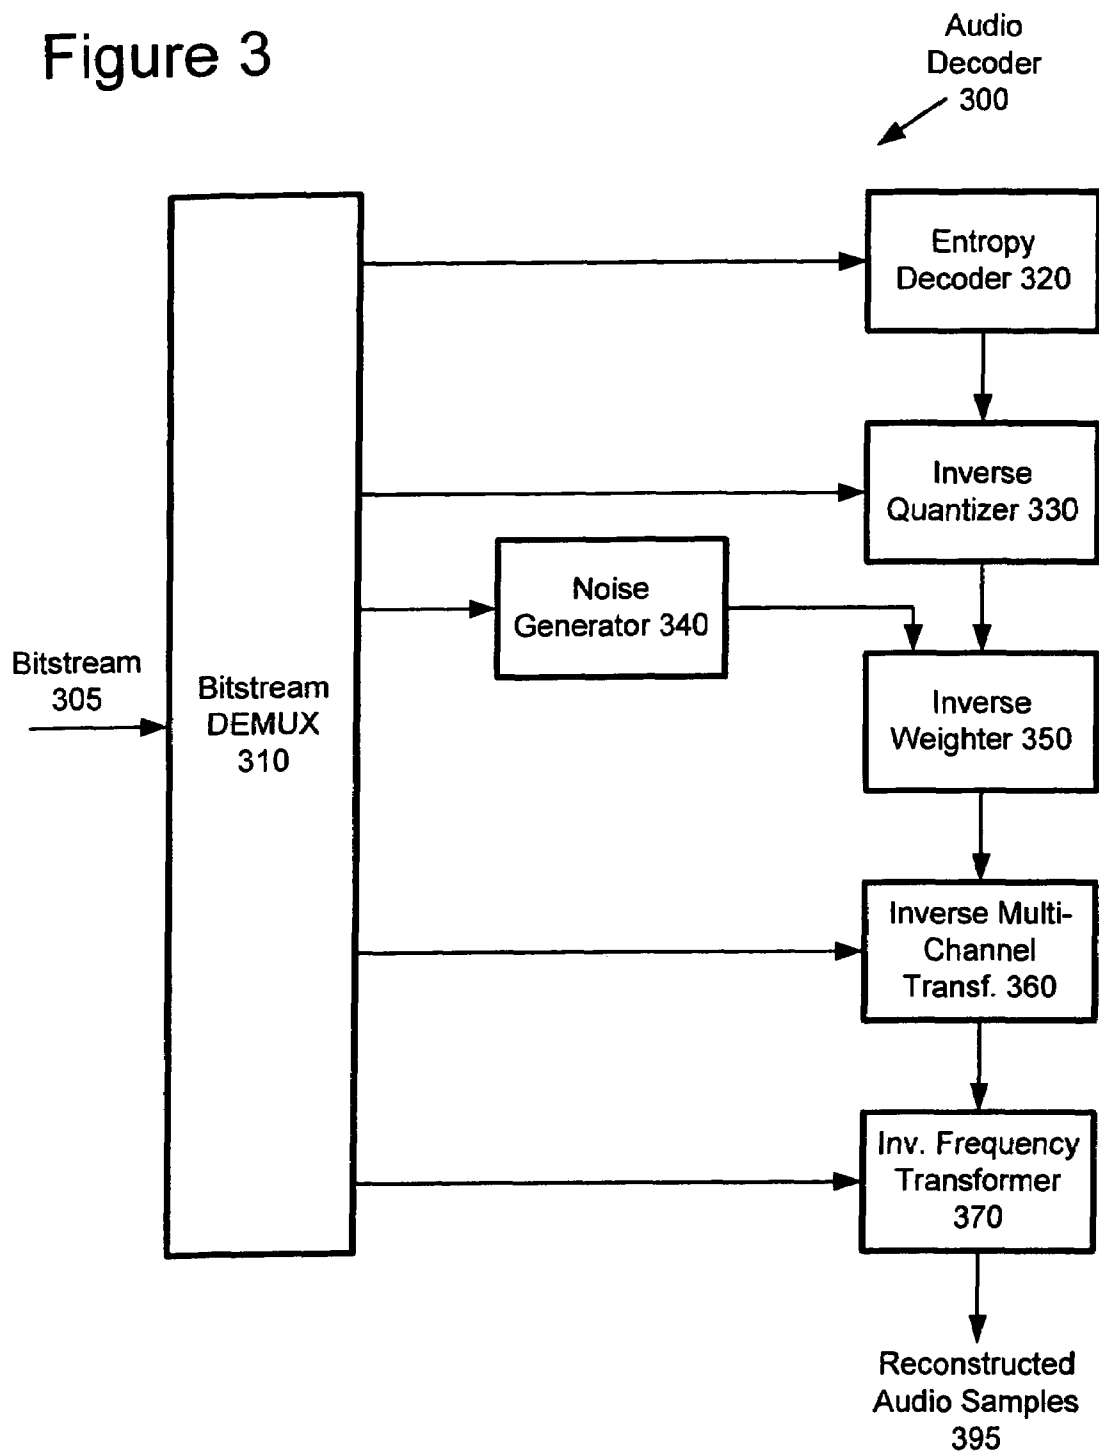 Figure 3
Audio
Decoder
300
Entropy
Decoder 320
Inverse
Quantizer 330
Noise
Generator 340
Bitstream
305
Bitstream
DEMUX
310
Inverse
Weighter 350
Inverse Multi-
Channel
Transf. 360
Inv. Frequency
Transformer
370
Reconstructed
Audio Samples
395